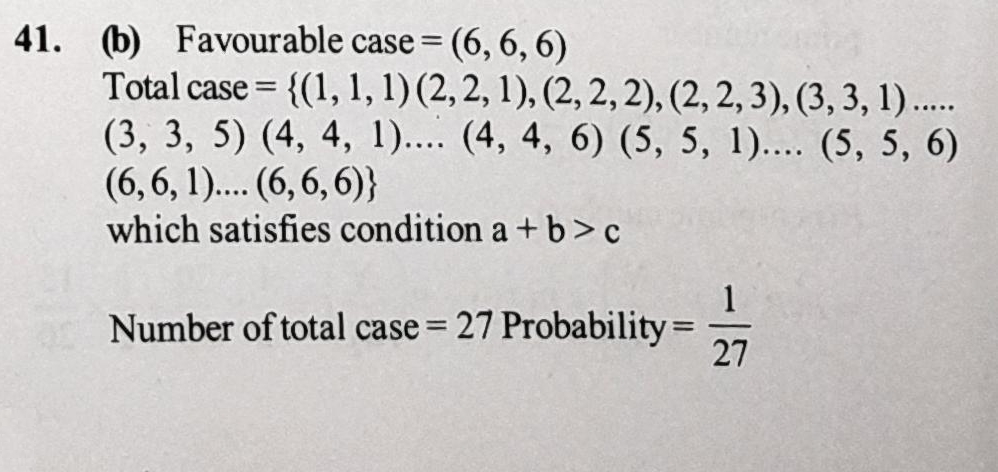 41. (b) Favourable case = (6, 6, 6)
Total case = {(1, 1, 1) (2, 2, 1), (2, 2, 2), (2, 2, 3), (3, 3, 1) .....
(3, 3, 5) (4, 4, 1).... (4, 4, 6) (5, 5, 1).... (5, 5, 6)
(6, 6, 1).... (6, 6, 6)}
which satisfies condition a + b > c
Number of total case = 27 Probability = 1/27